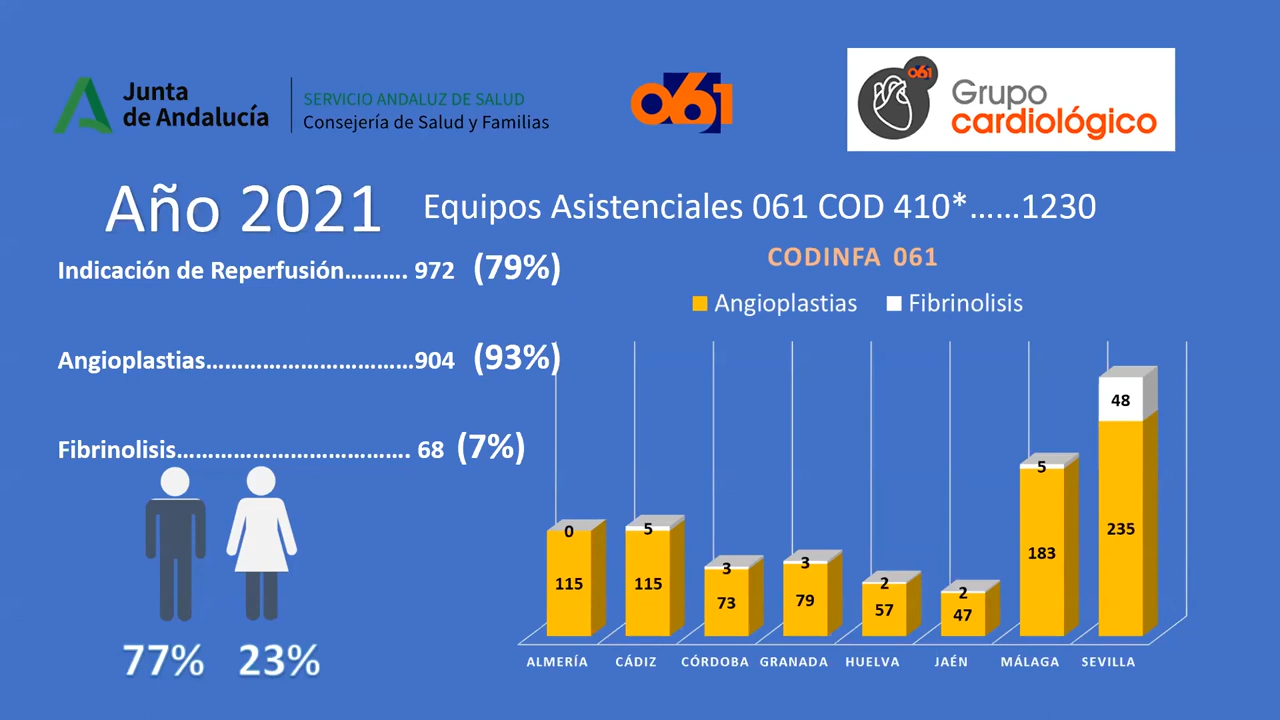 Junta
de Andalucía
SERVICIO ANDALUZ DE SALUD
Consejería de Salud y Familias
061
061
Grupo
cardiológico
Año 2021
Equipos Asistenciales 061 COD 410*……1230
Indicación de Reperfusión………. 972 (79%)
Angioplastias……………………………904 (93%)
Fibrinolisis………………………………. 68 (7%)
77% 23%
CODINFA 061
Angioplastias Fibrinolisis
0 5 3 3 2 2 5 48
115 115 73 79 57 47 183 235
ALMERÍA CÁDIZ CÓRDOBA GRANADA HUELVA JAÉN MÁLAGA SEVILLA